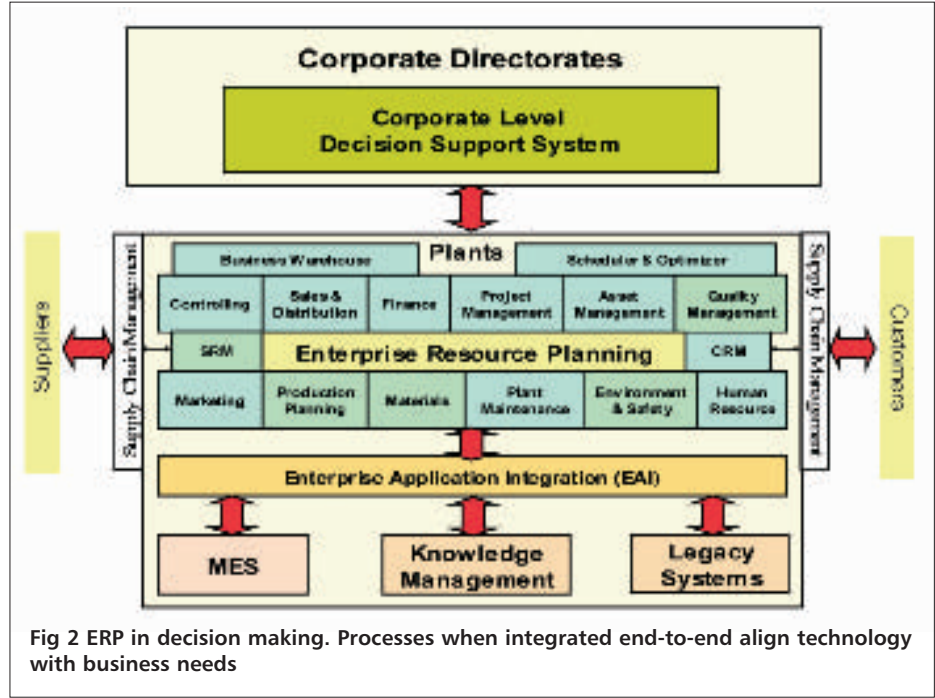 Corporate Directorates
Corporate Level
Decision Support System
Suppliers
Supply Chain Management
Plants
Business Warehouse
Scheduler & Optimizer
Controlling
Sales &
Distribution
Finance
Project
Management
Asset
Management
Quality
Management
SRM
Enterprise Resource Planning
CRM
Marketing
Production
Planning
Materials
Plant
Maintenance
Environment
& Safety
Human
Resource
Supply Chain Management
Customers
Enterprise Application Integration (EAI)
MES
Knowledge
Management
Legacy
Systems
Fig 2 ERP in decision making. Processes when integrated end-to-end align technology
with business needs